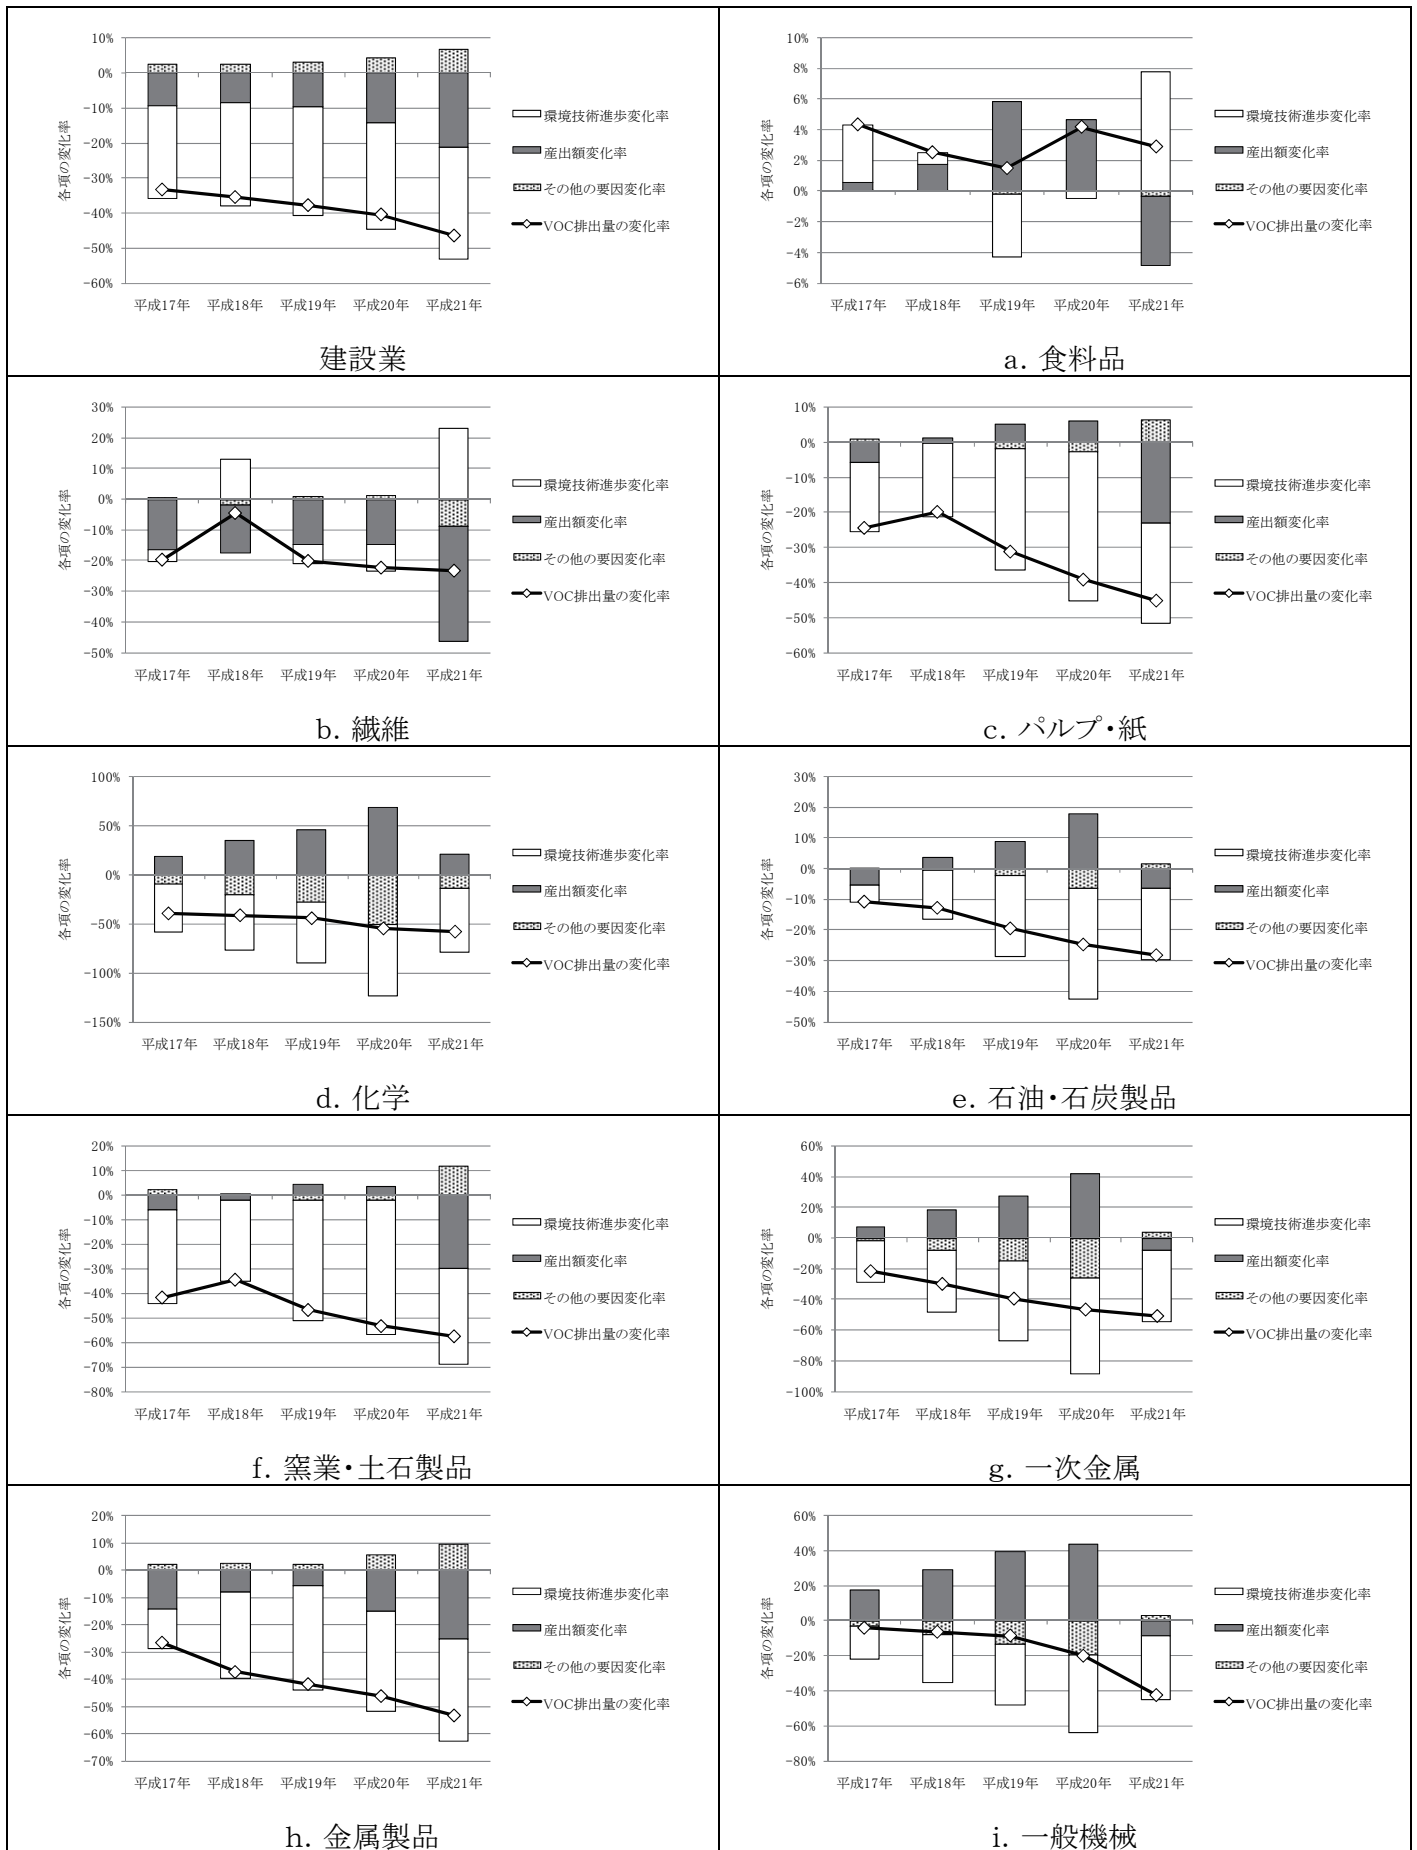 10%
0%
-10%
-20%
-30%
-40%
-50%
-60%
各項の変化率
平成17年 平成18年 平成19年 平成20年 平成21年
環境技術進歩変化率
産出額変化率
その他の要因変化率
VOC排出量の変化率
建設業
10%
8%
6%
4%
2%
0%
-2%
-4%
-6%
各項の変化率
平成17年 平成18年 平成19年 平成20年 平成21年
環境技術進歩変化率
産出額変化率
その他の要因変化率
VOC排出量の変化率
a. 食料品
30%
20%
10%
0%
-10%
-20%
-30%
-40%
-50%
各項の変化率
平成17年 平成18年 平成19年 平成20年 平成21年
環境技術進歩変化率
産出額変化率
その他の要因変化率
VOC排出量の変化率
b. 繊維
10%
0%
-10%
-20%
-30%
-40%
-50%
-60%
各項の変化率
平成17年 平成18年 平成19年 平成20年 平成21年
環境技術進歩変化率
産出額変化率
その他の要因変化率
VOC排出量の変化率
c. パルプ・紙
100%
50%
0%
-50%
-100%
-150%
各項の変化率
平成17年 平成18年 平成19年 平成20年 平成21年
環境技術進歩変化率
産出額変化率
その他の要因変化率
VOC排出量の変化率
d. 化学
30%
20%
10%
0%
-10%
-20%
-30%
-40%
-50%
各項の変化率
平成17年 平成18年 平成19年 平成20年 平成21年
環境技術進歩変化率
産出額変化率
その他の要因変化率
VOC排出量の変化率
e. 石油・石炭製品
20%
10%
0%
-10%
-20%
-30%
-40%
-50%
-60%
-70%
-80%
各項の変化率
平成17年 平成18年 平成19年 平成20年 平成21年
環境技術進歩変化率
産出額変化率
その他の要因変化率
VOC排出量の変化率
f. 窯業・土石製品
60%
40%
20%
0%
-20%
-40%
-60%
-80%
-100%
各項の変化率
平成17年 平成18年 平成19年 平成20年 平成21年
環境技術進歩変化率
産出額変化率
その他の要因変化率
VOC排出量の変化率
g. 一次金属
20%
10%
0%
-10%
-20%
-30%
-40%
-50%
-60%
-70%
各項の変化率
平成17年 平成18年 平成19年 平成20年 平成21年
環境技術進歩変化率
産出額変化率
その他の要因変化率
VOC排出量の変化率
h. 金属製品
60%
40%
20%
0%
-20%
-40%
-60%
-80%
各項の変化率
平成17年 平成18年 平成19年 平成20年 平成21年
環境技術進歩変化率
産出額変化率
その他の要因変化率
VOC排出量の変化率
i. 一般機械